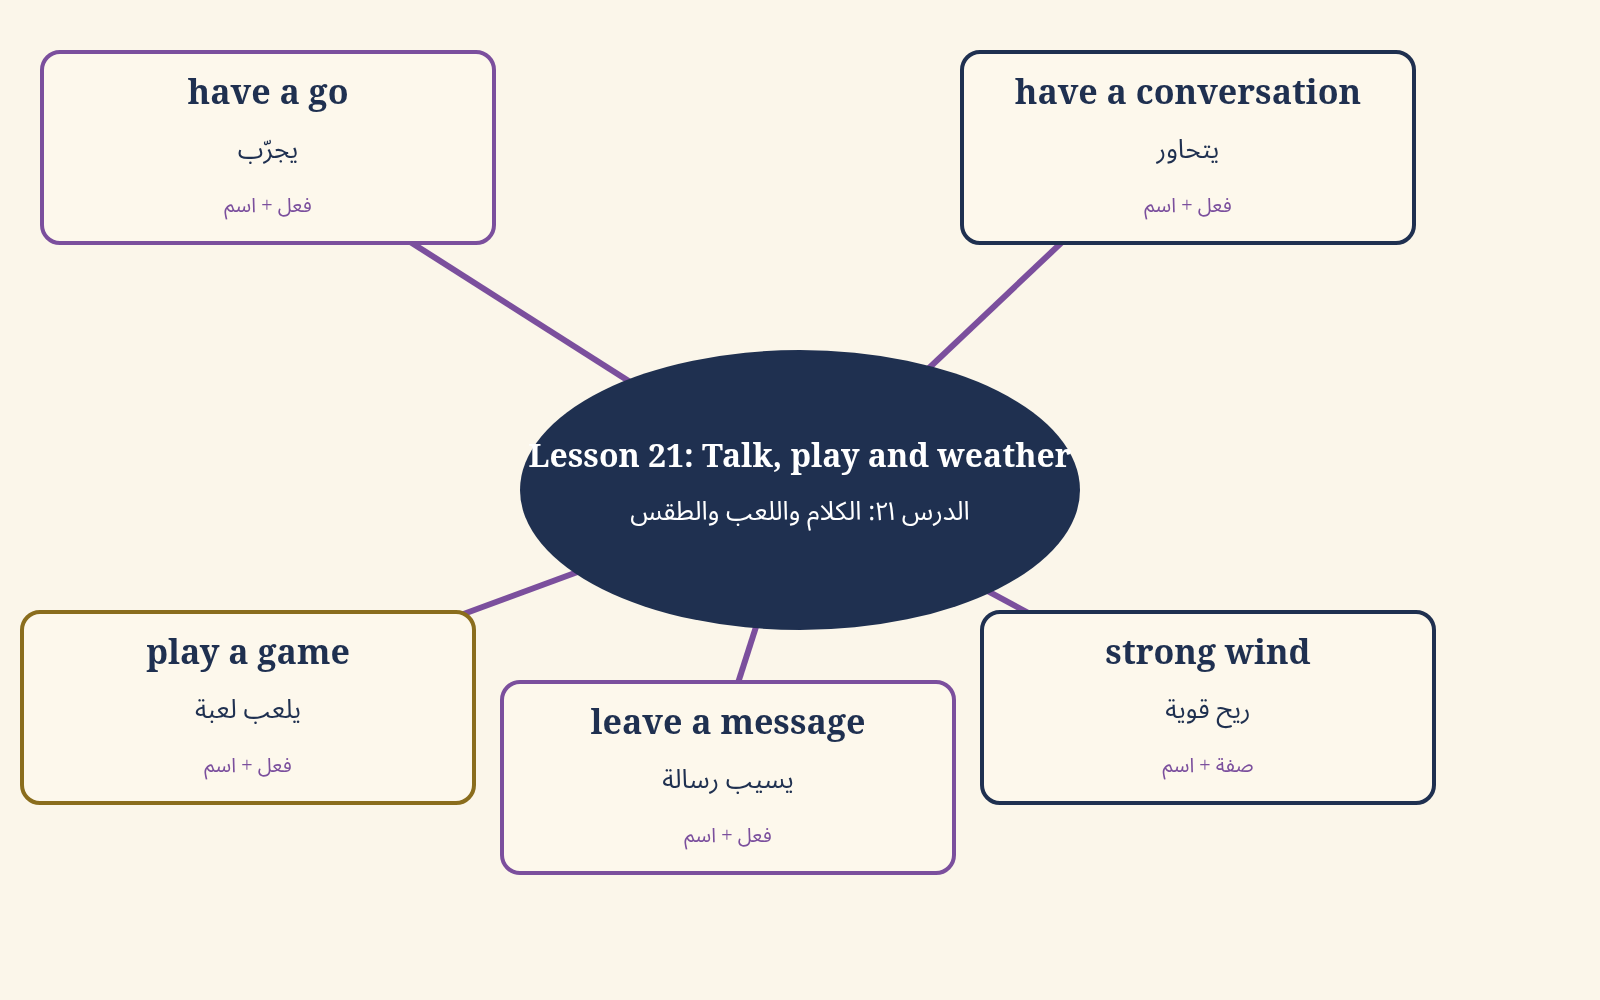 have a go
يجرّب
فعل + اسم
have a conversation
يتحاور
فعل + اسم
Lesson 21: Talk, play and weather
الدرس ٢١: الكلام واللعب والطقس
play a game
يلعب لعبة
فعل + اسم
leave a message
يسيب رسالة
فعل + اسم
strong wind
ريح قوية
صفة + اسم